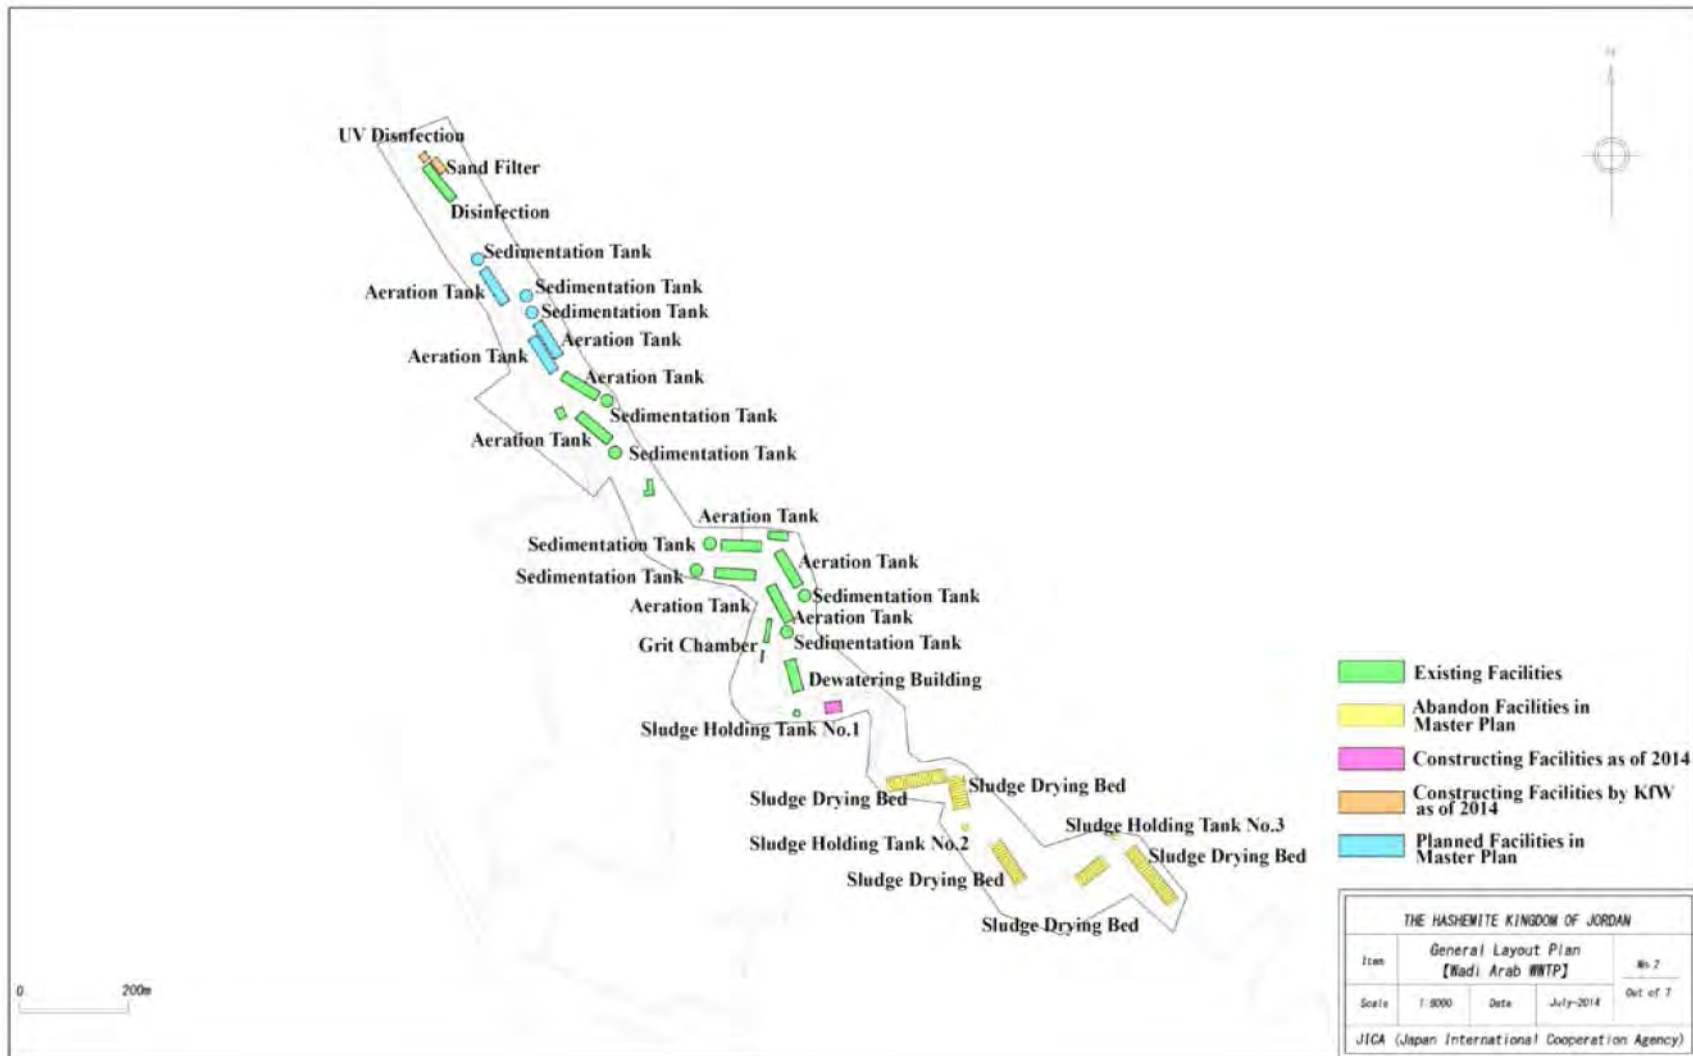 N
UV Disnfection
Sand Filter
Disinfection
Sedimentation Tank
Aeration Tank
Sedimentation Tank
Sedimentation Tank
Aeration Tank
Aeration Tank
Aeration Tank
Sedimentation Tank
Aeration Tank
Sedimentation Tank
Aeration Tank
Sedimentation Tank
Aeration Tank
Sedimentation Tank
Sedimentation Tank
Aeration Tank
Aeration Tank
Grit Chamber
Sedimentation Tank
Dewatering Building
Sludge Holding Tank No.1
Sludge Drying Bed
Sludge Drying Bed
Sludge Holding Tank No.3
Sludge Holding Tank No.2
Sludge Drying Bed
Sludge Drying Bed
Sludge Drying Bed
Existing Facilities
Abandon Facilities in
Master Plan
Constructing Facilities as of 2014
Constructing Facilities by KfW
as of 2014
Planned Facilities in
Master Plan
0 200m
THE HASHEMITE KINGDOM OF JORDAN
Item
General Layout Plan
【Wadi Arab WWTP】
No.2
Out of 7
Scale
Date
July-2014
JICA (Japan International Cooperation Agency)